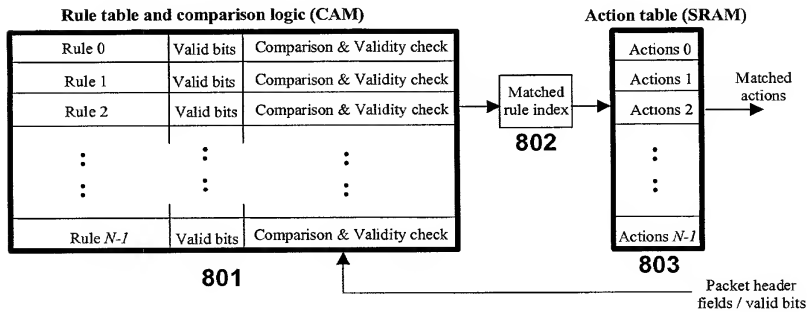 Rule table and comparison logic (CAM)
Action table (SRAM)
Rule 0 Valid bits Comparison & Validity check
Actions 0
Rule 1 Valid bits Comparison & Validity check
Actions 1
Rule 2 Valid bits Comparison & Validity check
Actions 2
Matched
rule index
802
Matched
actions
Rule N-1 Valid bits Comparison & Validity check
Actions N-1
801
803
Packet header
fields / valid bits